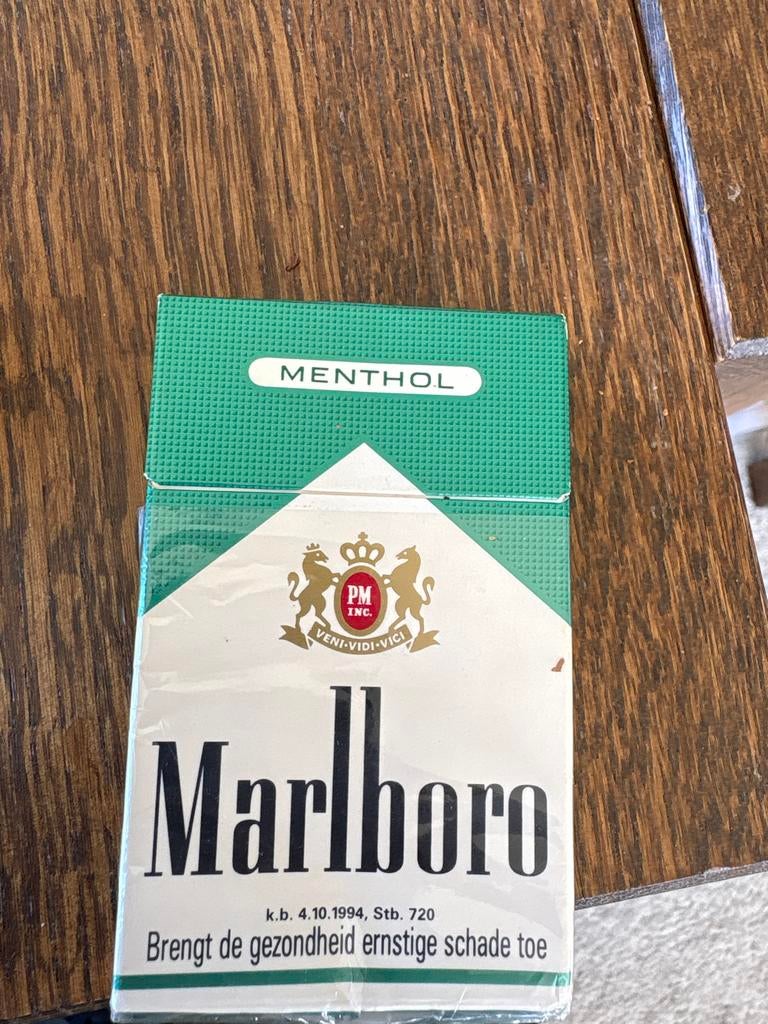 MENTHOL
PM
INC.
VENI·VIDI·VICI
Marlboro
k.b. 4.10.1994, Stb. 720
Brengt de gezondheid ernstige schade toe